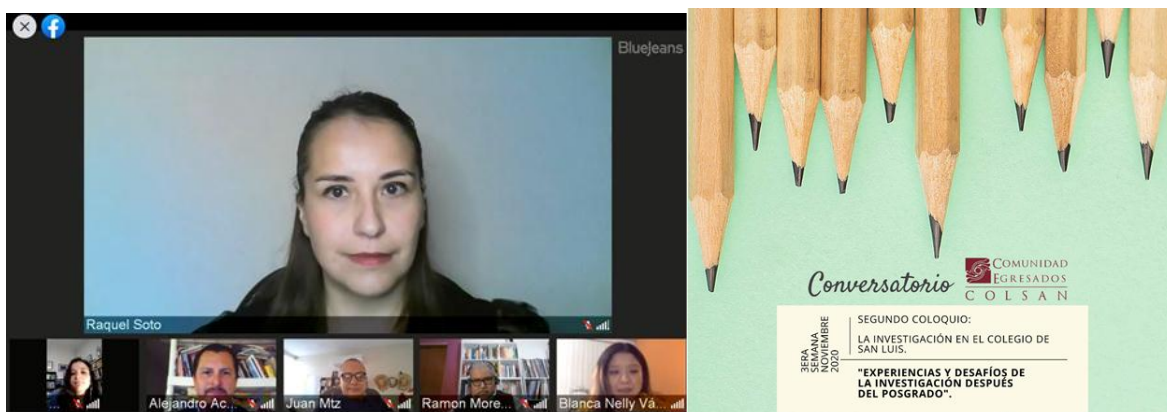 BlueJeans
Raquel Soto
Alejandro Ac...
Juan Mtz
Ramon More...
Blanca Nelly Vá...
Conversatorio
COMUNIDAD
EGRESADOS
COLSAN
3ERA
SEMANA
NOVIEMBRE
2020
SEGUNDO COLOQUIO:
LA INVESTIGACIÓN EN EL COLEGIO DE
SAN LUIS.
"EXPERIENCIAS Y DESAFÍOS DE
LA INVESTIGACIÓN DESPUÉS
DEL POSGRADO".